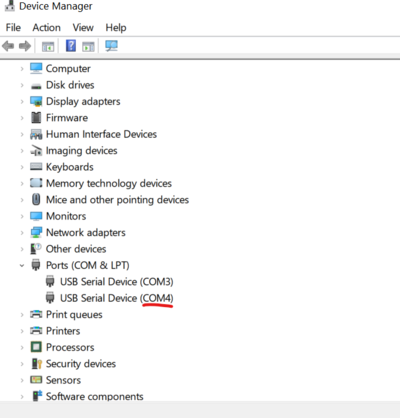 Device Manager
File Action View Help
Computer
Disk drives
Display adapters
Firmware
Human Interface Devices
Imaging devices
Keyboards
Memory technology devices
Mice and other pointing devices
Monitors
Network adapters
Other devices
Ports (COM & LPT)
USB Serial Device (COM3)
USB Serial Device (COM4)
Print queues
Printers
Processors
Security devices
Sensors
Software components